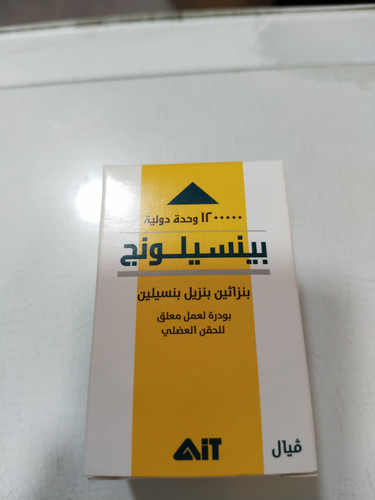 ١٢٠٠٠٠٠ وحدة دولية
بينسيلونج
بنزاثين بنزيل بنسيلين
بودرة لعمل معلق
للحقن العضلي
AIT
ڤيال